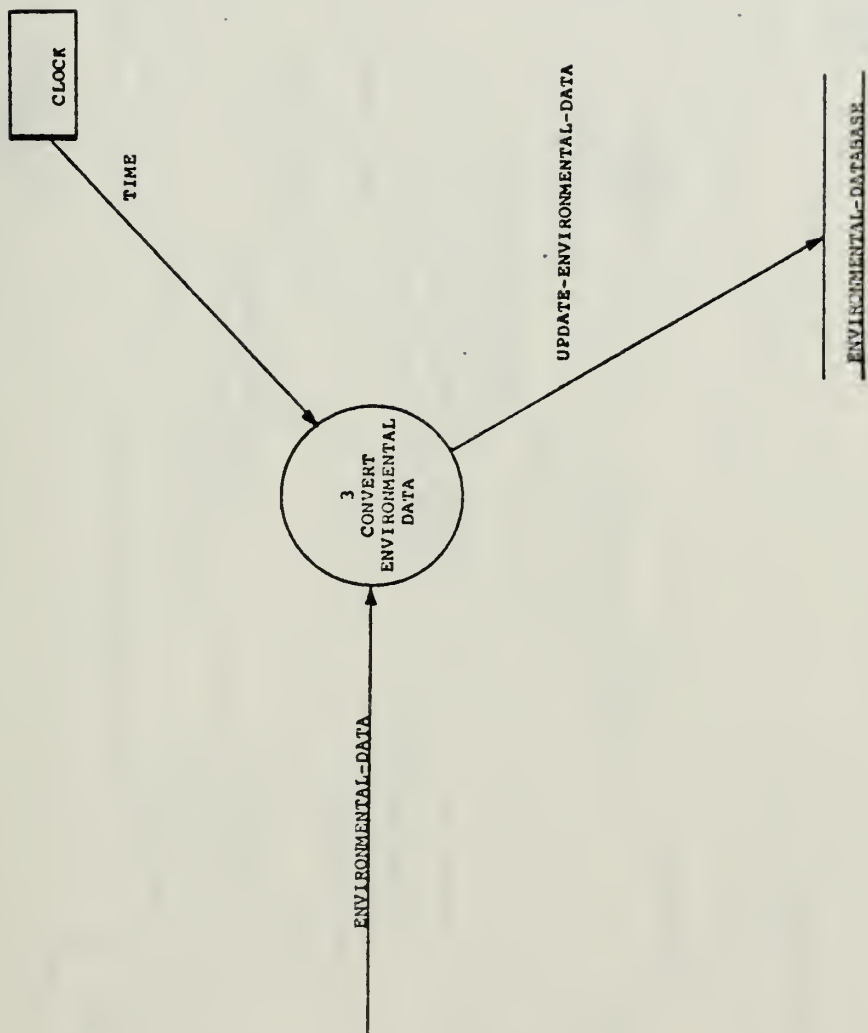 CLOCK
TIME
UPDATE-ENVIRONMENTAL-DATA
3
CONVERT
ENVIRONMENTAL
DATA
ENVIRONMENTAL-DATA
ENVIRONMENTAL-DATABASE